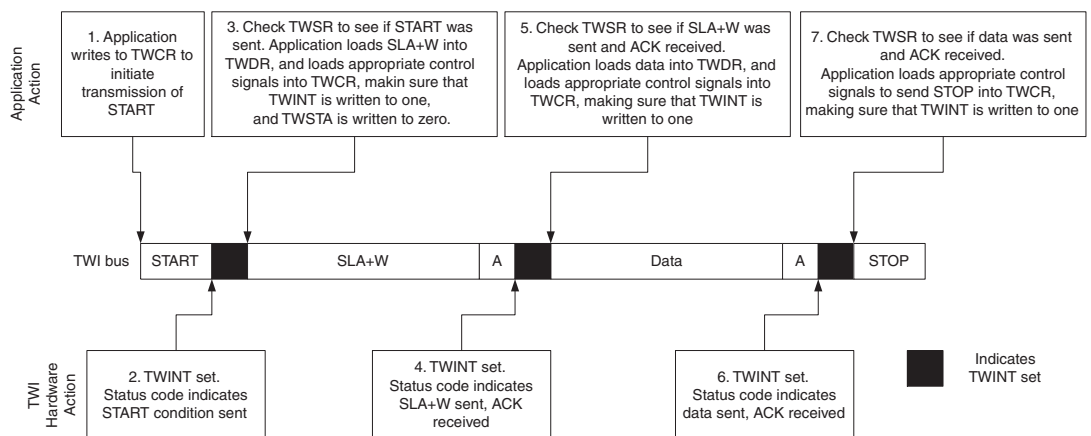 Application
Action
1. Application
writes to TWCR to
initiate
transmission of
START
3. Check TWSR to see if START was
sent. Application loads SLA+W into
TWDR, and loads appropriate control
signals into TWCR, makin sure that
TWINT is written to one,
and TWSTA is written to zero.
5. Check TWSR to see if SLA+W was
sent and ACK received.
Application loads data into TWDR, and
loads appropriate control signals into
TWCR, making sure that TWINT is
written to one
7. Check TWSR to see if data was sent
and ACK received.
Application loads appropriate control
signals to send STOP into TWCR,
making sure that TWINT is written to one
TWI bus
START
SLA+W
A
Data
A
STOP
TWI
Hardware
Action
2. TWINT set.
Status code indicates
START condition sent
4. TWINT set.
Status code indicates
SLA+W sent, ACK
received
6. TWINT set.
Status code indicates
data sent, ACK received
Indicates
TWINT set